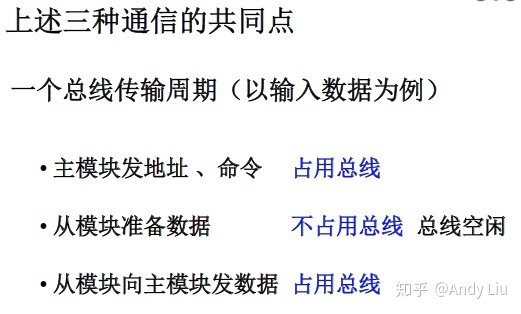 上述三种通信的共同点
一个总线传输周期（以输入数据为例）
• 主模块发地址 、命令 占用总线
• 从模块准备数据 不占用总线 总线空闲
• 从模块向主模块发数据 占用总线
知乎 @Andy Liu